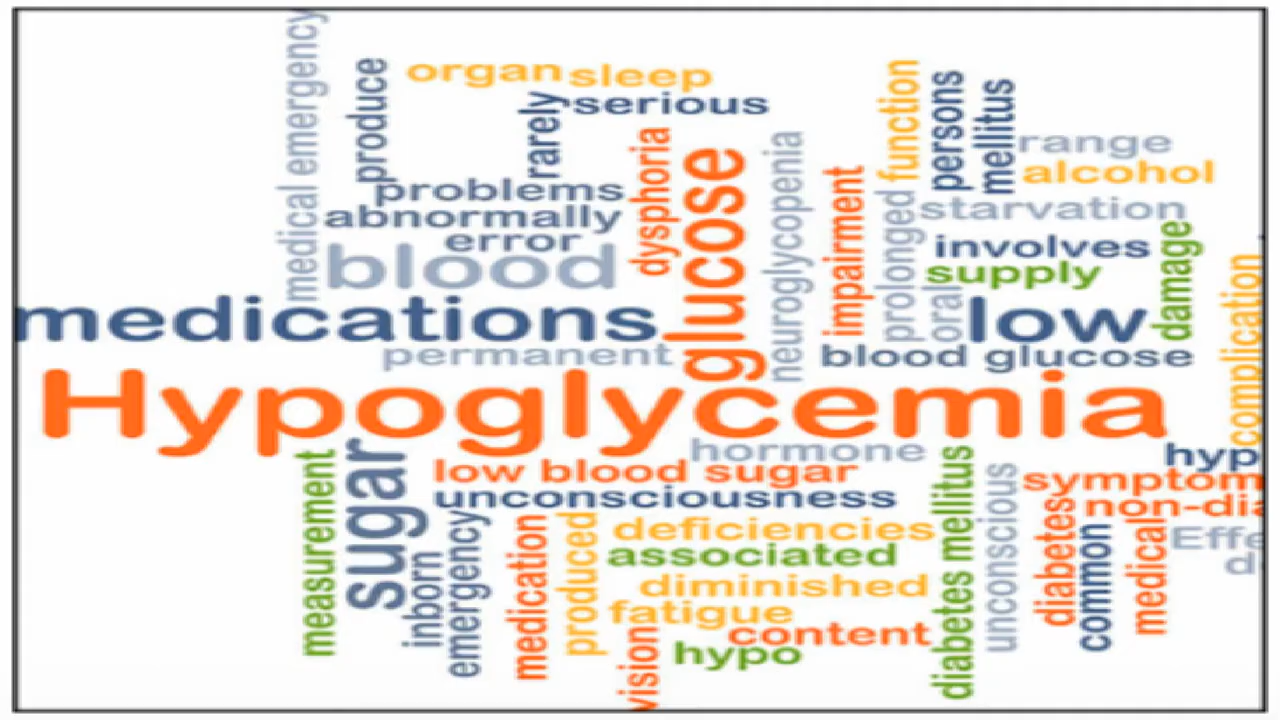 medical emergency
produce
organ
sleep
rarely
serious
problems
abnormally
error
blood
dysphoria
glucose
neuroglycopenia
impairment
function
persons
mellitus
range
alcohol
prolonged
starvation
involves
supply
oral
damage
medications
low
permanent
blood glucose
complication
Hypoglycemia
hormone
hyp
measurement
sugar
low blood sugar
unconsciousness
symptom
non-dia
inborn
emergency
medication
produced
deficiencies
associated
diminished
fatigue
content
vision
hypo
diabetes mellitus
unconscious
diabetes
common
medical
Effe
d